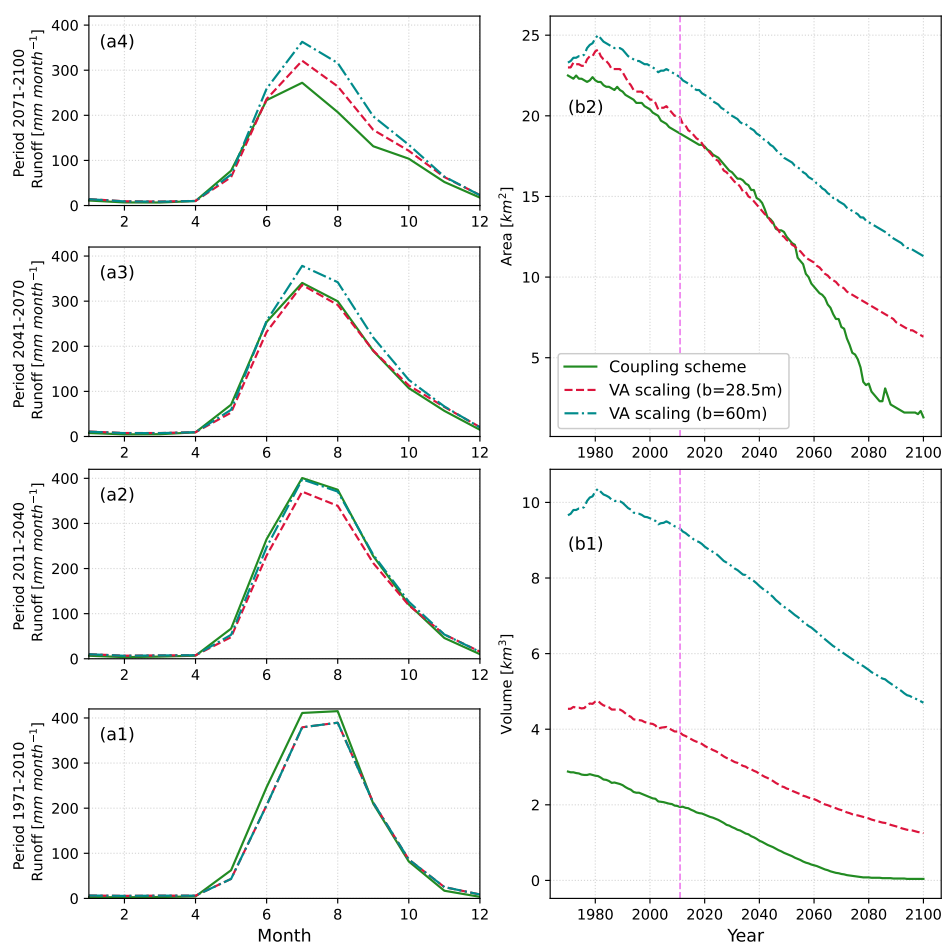 Period 2071-2100
Runoff [mm month⁻¹]
400
300
200
100
0
(a4)
2 4 6 8 10 12
Period 2041-2070
Runoff [mm month⁻¹]
400
300
200
100
0
(a3)
2 4 6 8 10 12
Period 2011-2040
Runoff [mm month⁻¹]
400
300
200
100
0
(a2)
2 4 6 8 10 12
Period 1971-2010
Runoff [mm month⁻¹]
400
300
200
100
0
(a1)
2 4 6 8 10 12
Month
Area [km²]
25
20
15
10
5
(b2)
Coupling scheme
VA scaling (b=28.5m)
VA scaling (b=60m)
1980 2000 2020 2040 2060 2080 2100
Volume [km³]
10
8
6
4
2
0
(b1)
1980 2000 2020 2040 2060 2080 2100
Year